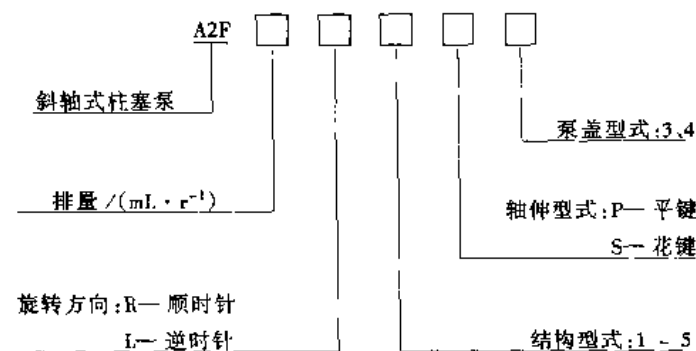 A2F □ □ □ □ □
斜轴式柱塞泵
泵盖型式:3、4
排量/(mL·r⁻¹)
轴伸型式:P— 平键
S— 花键
旋转方向:R— 顺时针
L— 逆时针
结构型式:1 - 5